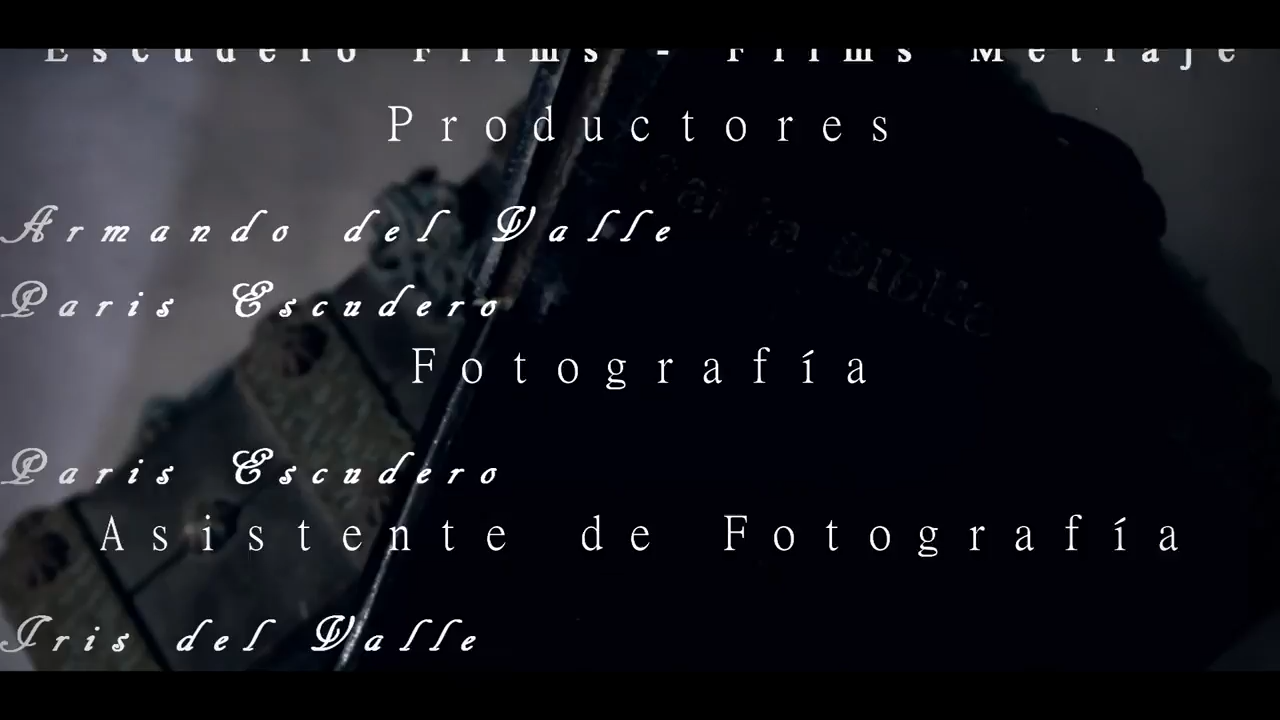 Escudero Films - Films Metraje
Productores
Armando del Valle
Paris Escudero
Fotografía
Paris Escudero
Asistente de Fotografía
Iris del Valle